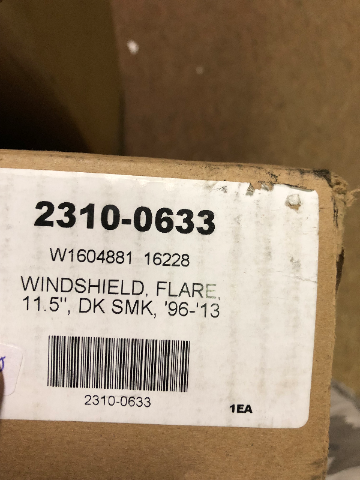 2310-0633
W1604881 16228
WINDSHIELD, FLARE,
11.5", DK SMK, '96-'13
2310-0633
1EA